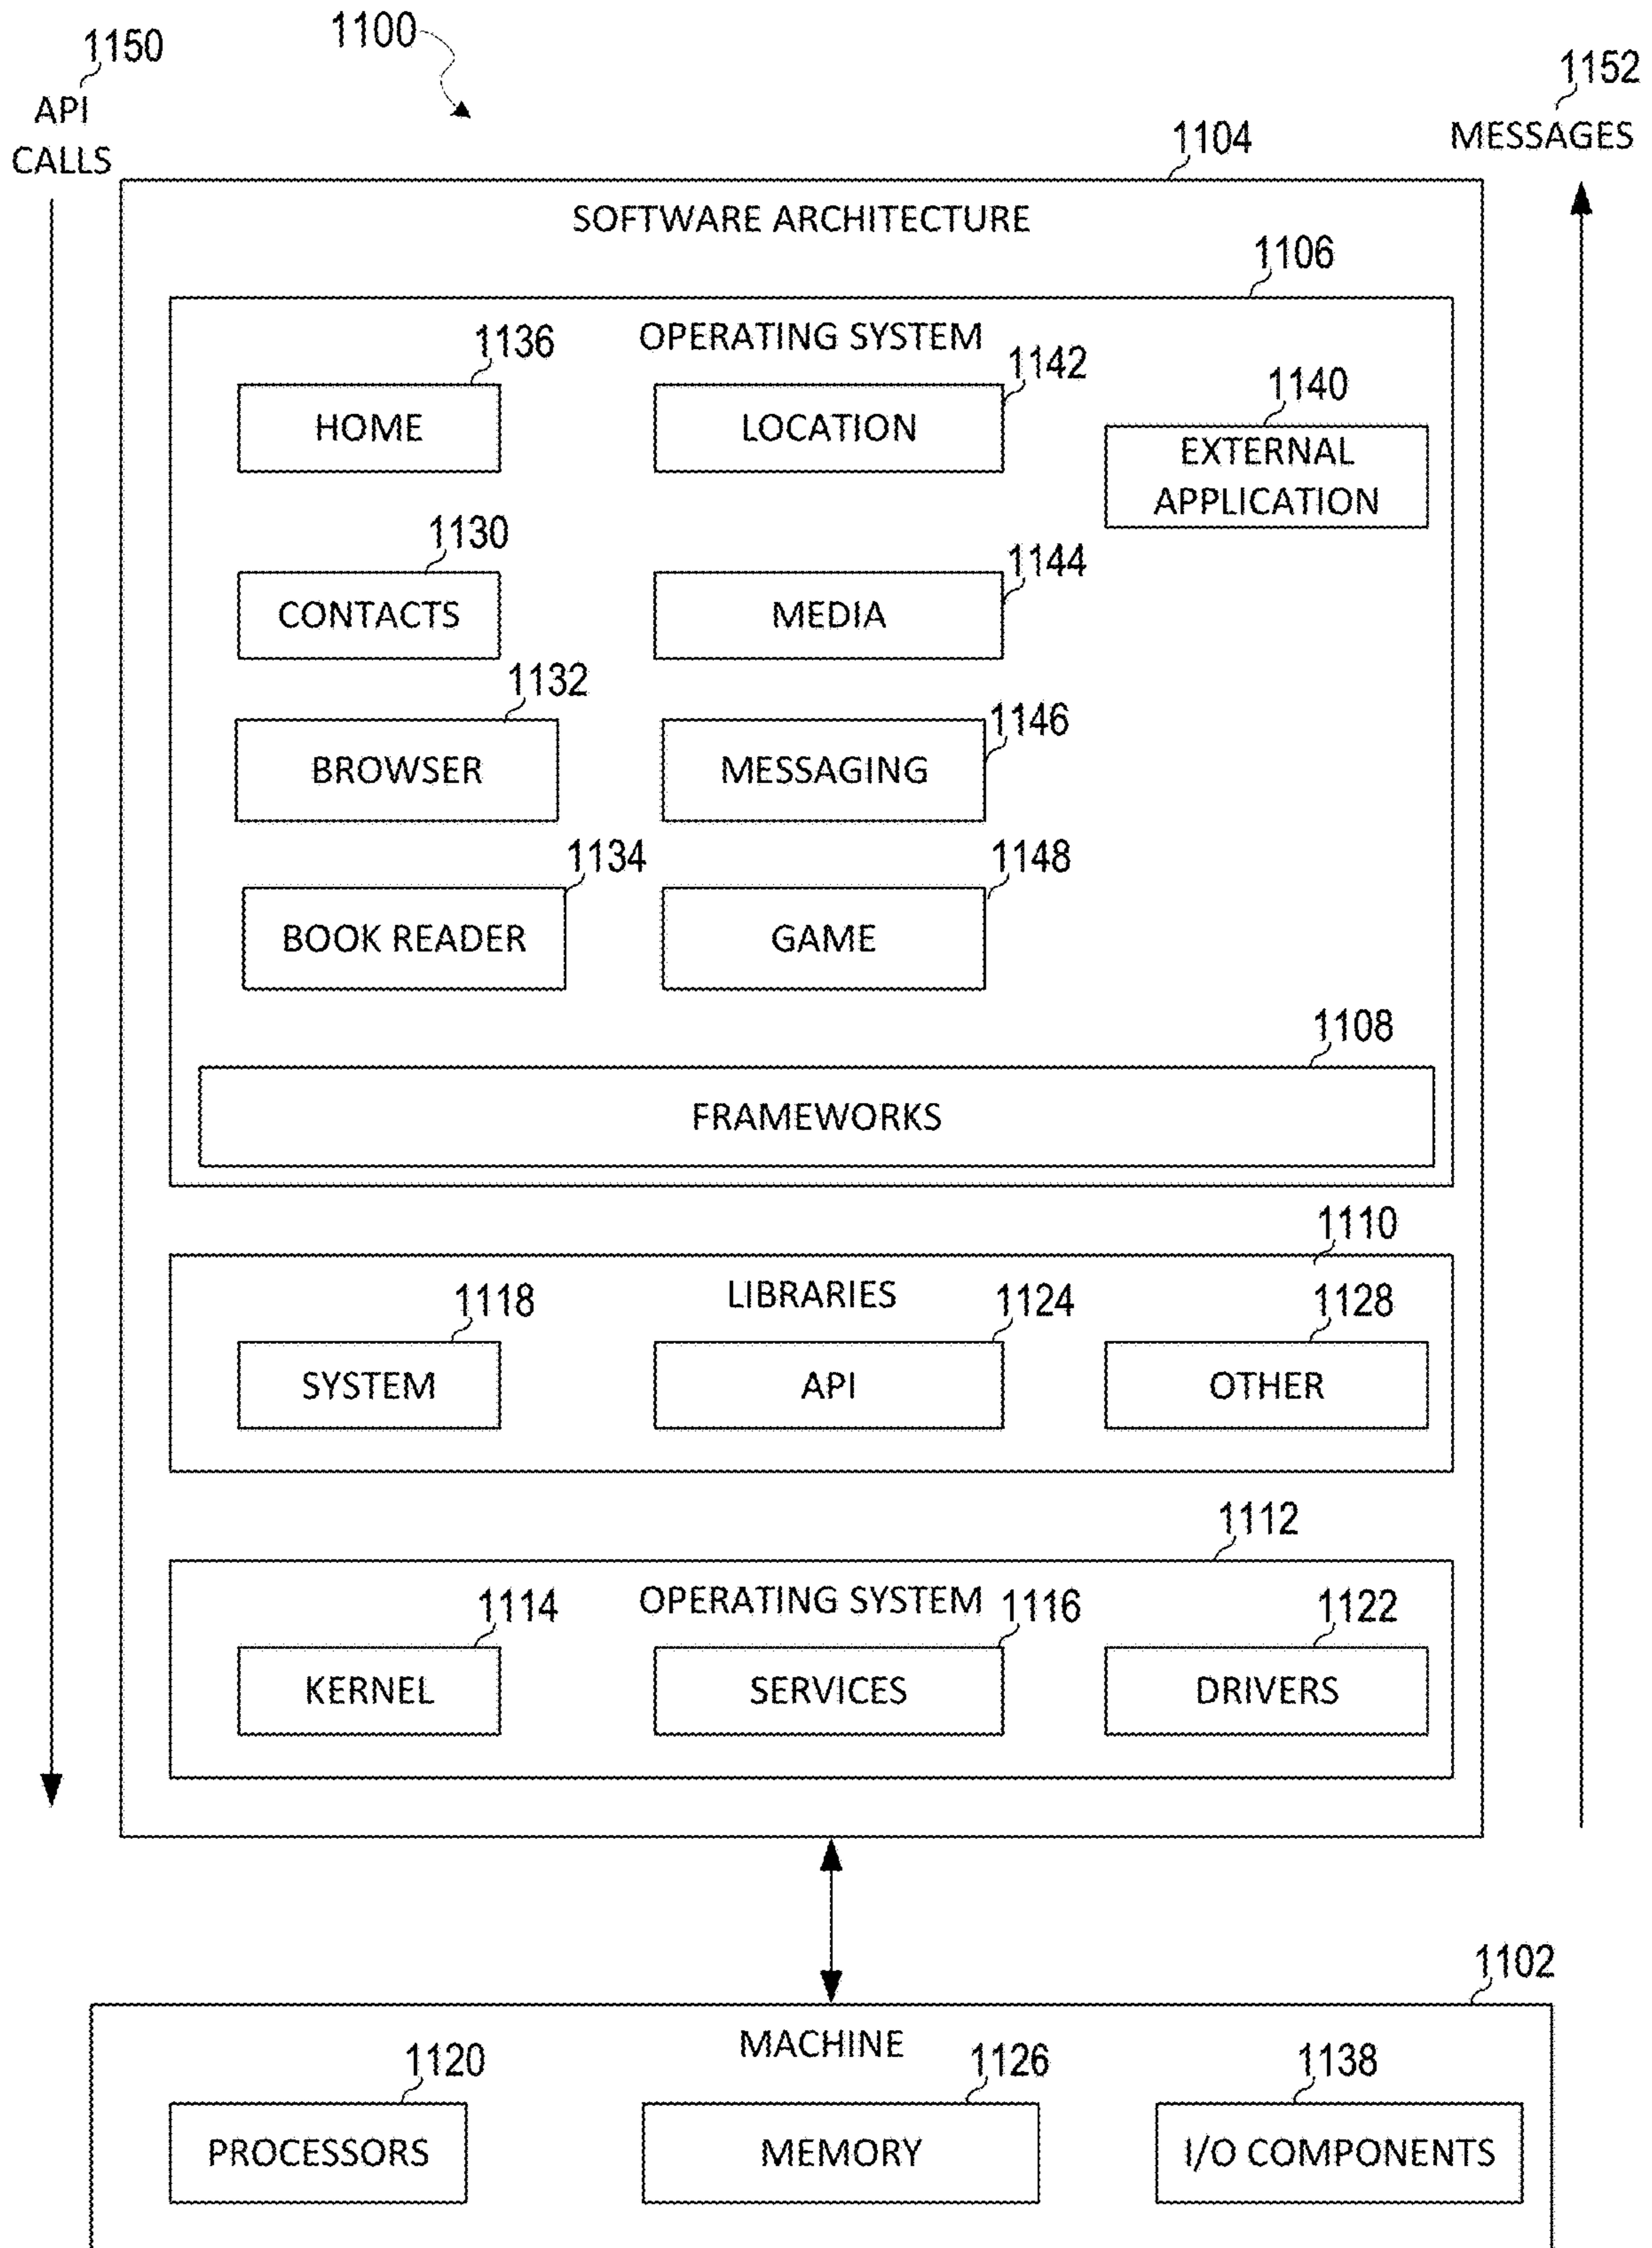 1100
1150
API
CALLS
1152
MESSAGES
1104
SOFTWARE ARCHITECTURE
1106
OPERATING SYSTEM
1136
HOME
1142
LOCATION
1140
EXTERNAL
APPLICATION
1130
CONTACTS
1144
MEDIA
1132
BROWSER
1146
MESSAGING
1134
BOOK READER
1148
GAME
1108
FRAMEWORKS
1110
LIBRARIES
1118
SYSTEM
1124
API
1128
OTHER
1112
OPERATING SYSTEM
1114
KERNEL
1116
SERVICES
1122
DRIVERS
1102
MACHINE
1120
PROCESSORS
1126
MEMORY
1138
I/O COMPONENTS